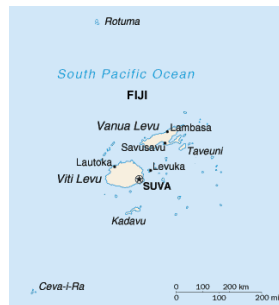 Rotuma
South Pacific Ocean
FIJI
Vanua Levu
Lambasa
Savusavu
Taveuni
Lautoka
Levuka
Viti Levu
SUVA
Kadavu
Ceva-i-Ra
0 100 200 km
0 100 200 mi